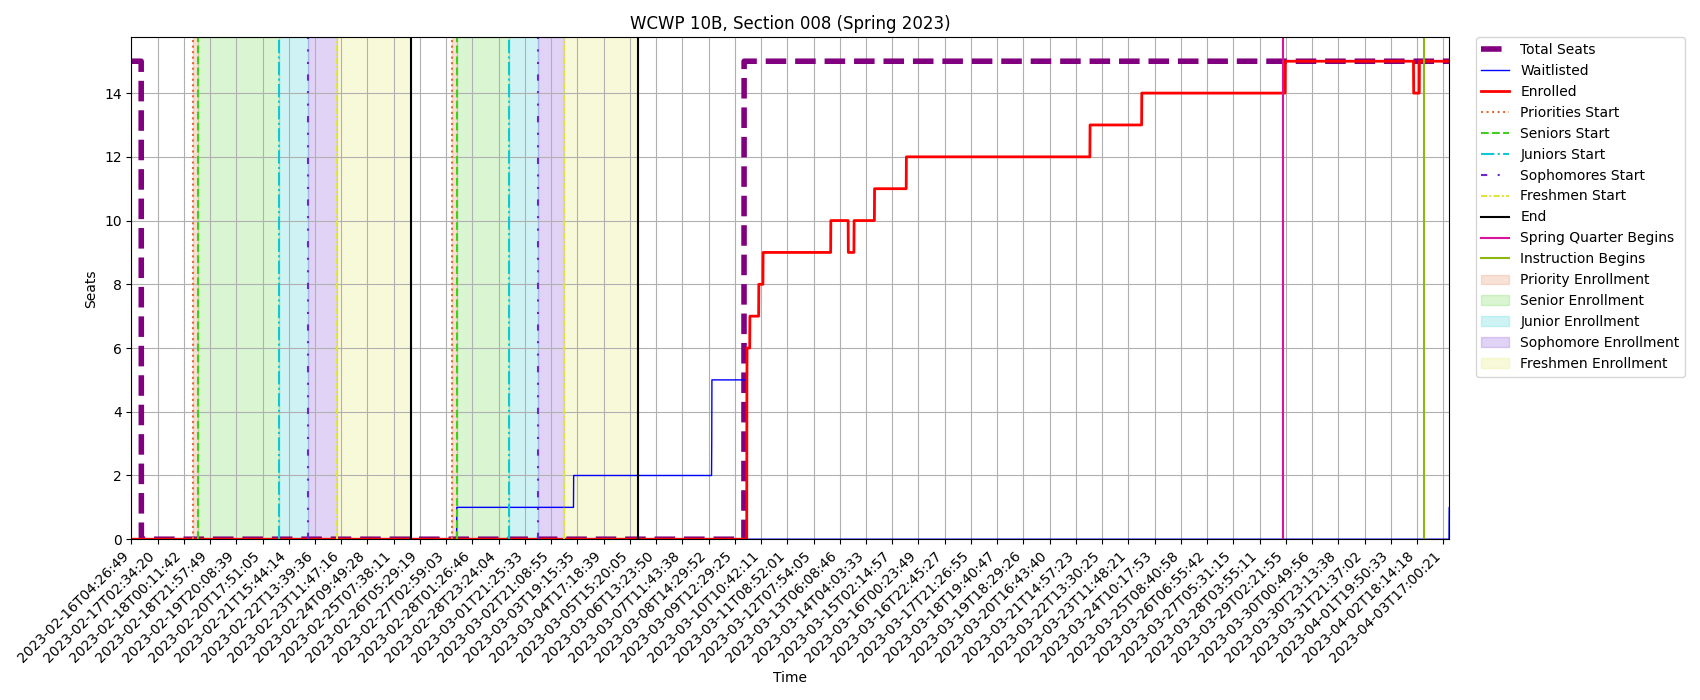 WCWP 10B, Section 008 (Spring 2023)
Total Seats
Waitlisted
Enrolled
Priorities Start
Seniors Start
Juniors Start
Sophomores Start
Freshmen Start
End
Spring Quarter Begins
Instruction Begins
Priority Enrollment
Senior Enrollment
Junior Enrollment
Sophomore Enrollment
Freshmen Enrollment
Seats
14
12
10
8
6
4
2
0
2023-02-16T04:26:49
2023-02-17T02:34:20
2023-02-18T00:11:42
2023-02-18T21:57:49
2023-02-19T20:08:39
2023-02-20T17:51:05
2023-02-21T15:44:14
2023-02-22T13:39:36
2023-02-23T11:47:16
2023-02-24T09:49:28
2023-02-25T07:38:11
2023-02-26T05:29:19
2023-02-27T02:59:03
2023-02-28T01:26:46
2023-02-28T23:24:04
2023-03-01T21:25:33
2023-03-02T21:08:55
2023-03-03T19:15:35
2023-03-04T17:18:39
2023-03-05T15:20:05
2023-03-06T13:23:50
2023-03-07T11:43:38
2023-03-08T14:29:52
2023-03-09T12:29:25
2023-03-10T10:42:11
2023-03-11T08:52:01
2023-03-12T07:54:05
2023-03-13T06:08:46
2023-03-14T04:03:33
2023-03-15T02:14:57
2023-03-16T00:23:49
2023-03-16T22:45:27
2023-03-17T21:26:55
2023-03-18T19:40:47
2023-03-19T18:29:26
2023-03-20T16:43:40
2023-03-21T14:57:23
2023-03-22T13:30:25
2023-03-23T11:48:21
2023-03-24T10:17:53
2023-03-25T08:40:58
2023-03-26T06:55:42
2023-03-27T05:31:15
2023-03-28T03:55:11
2023-03-29T02:21:55
2023-03-30T00:49:56
2023-03-30T23:13:38
2023-03-31T21:37:02
2023-04-01T19:50:33
2023-04-02T18:14:18
2023-04-03T17:00:21
Time